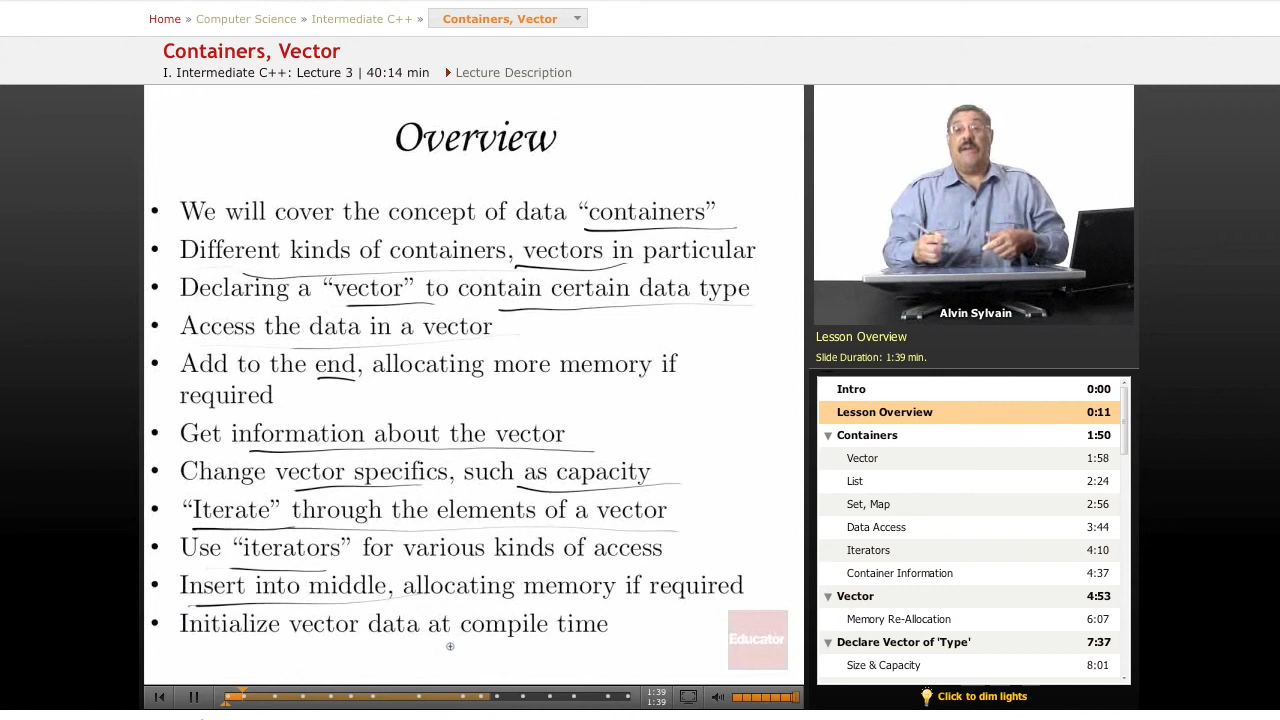 Home » Computer Science » Intermediate C++ » Containers, Vector
Containers, Vector
I. Intermediate C++: Lecture 3 | 40:14 min Lecture Description
Overview
• We will cover the concept of data “containers”
• Different kinds of containers, vectors in particular
• Declaring a “vector” to contain certain data type
• Access the data in a vector
• Add to the end, allocating more memory if
required
• Get information about the vector
• Change vector specifics, such as capacity
• “Iterate” through the elements of a vector
• Use “iterators” for various kinds of access
• Insert into middle, allocating memory if required
• Initialize vector data at compile time
Educator
1:39
1:39
Alvin Sylvain
Lesson Overview
Slide Duration: 1:39 min.
Intro 0:00
Lesson Overview 0:11
Containers 1:50
Vector 1:58
List 2:24
Set, Map 2:56
Data Access 3:44
Iterators 4:10
Container Information 4:37
Vector 4:53
Memory Re-Allocation 6:07
Declare Vector of 'Type' 7:37
Size & Capacity 8:01
Click to dim lights